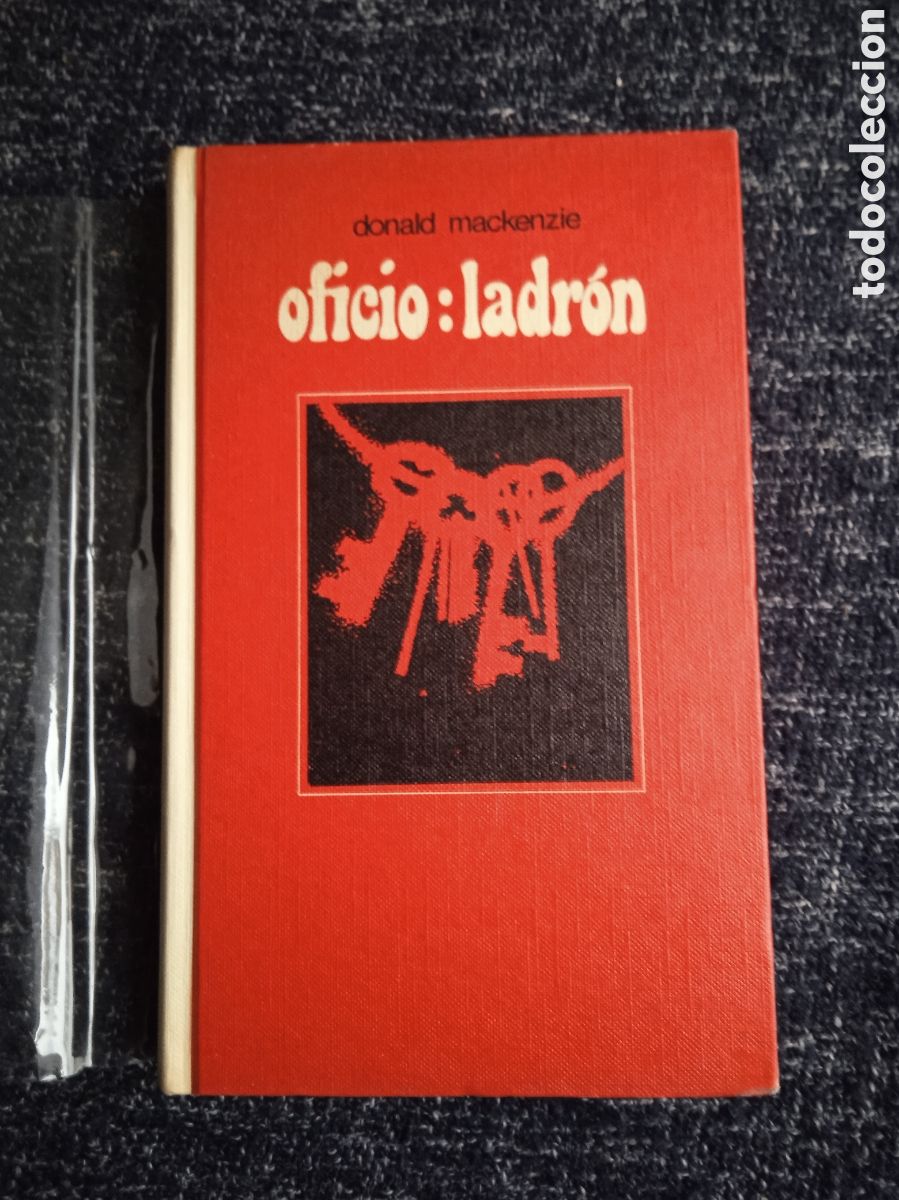 donald mackenzie
oficio: ladrón
todocoleccion